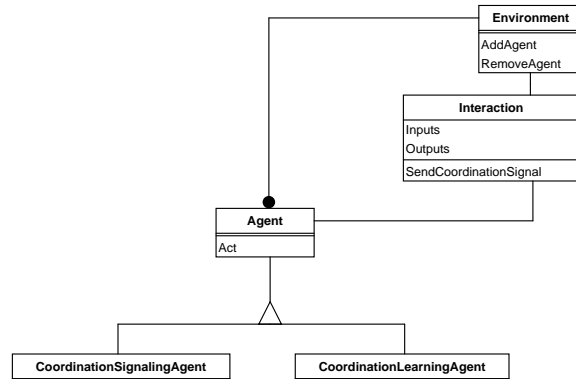 Environment
AddAgent
RemoveAgent
Interaction
Inputs
Outputs
SendCoordinationSignal
Agent
Act
CoordinationSignalingAgent
CoordinationLearningAgent